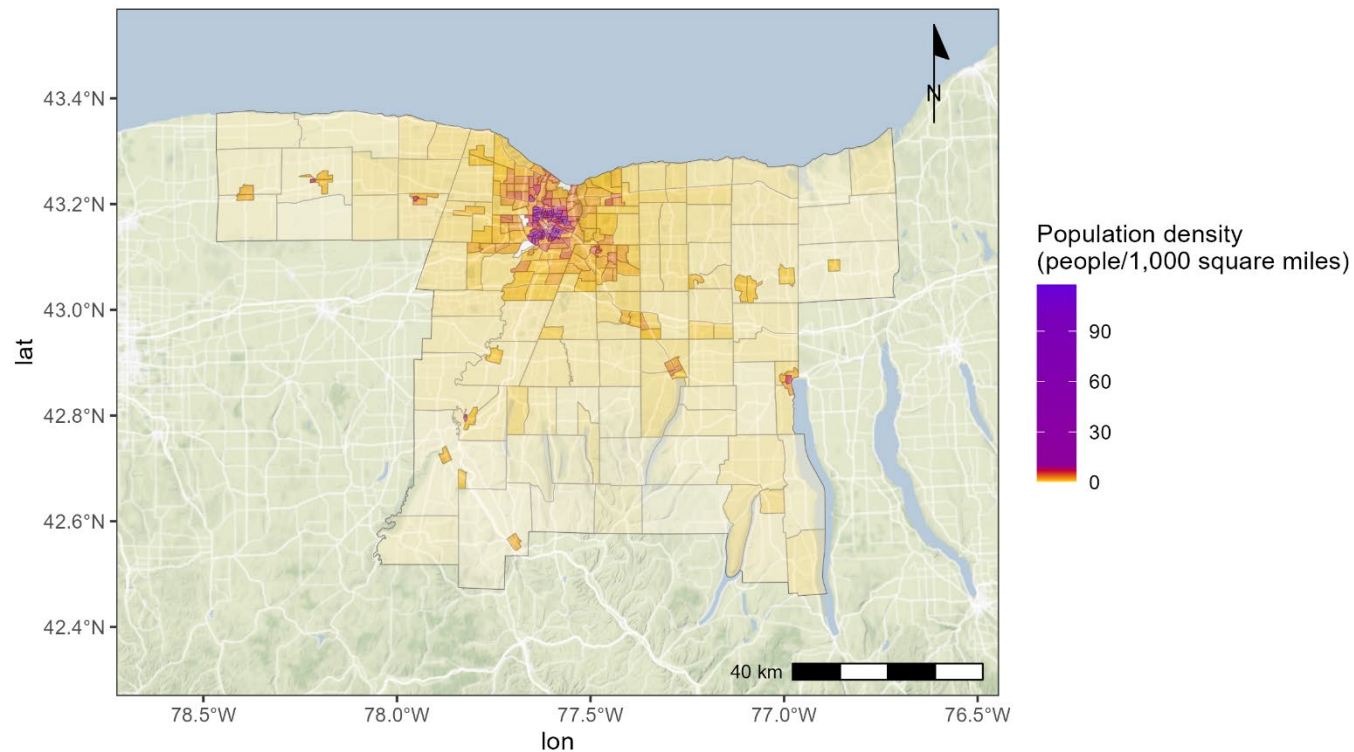 43.4°N
43.2°N
43.0°N
42.8°N
42.6°N
42.4°N
lat
N
40 km
78.5°W
78.0°W
77.5°W
77.0°W
76.5°W
lon
Population density
(people/1,000 square miles)
90
60
30
0